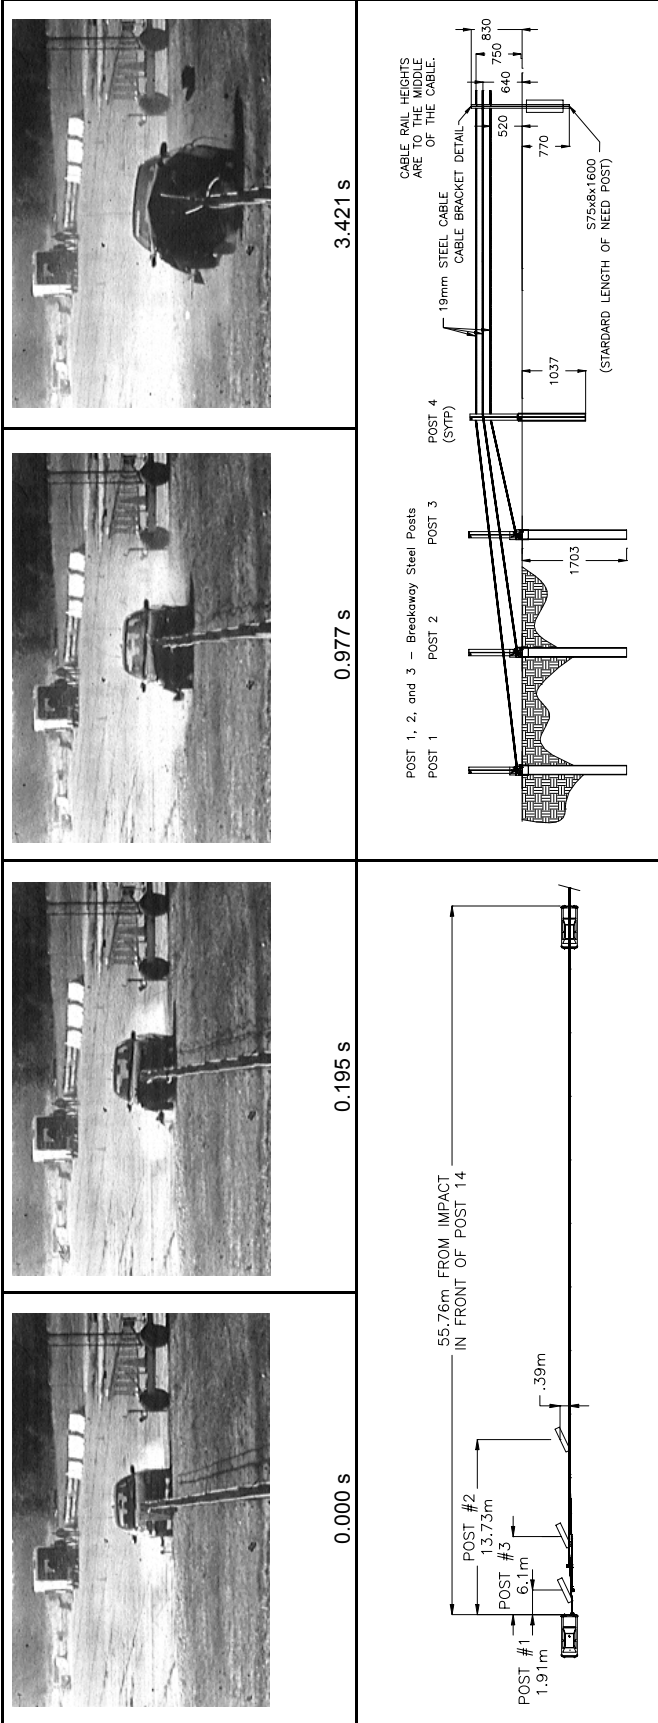 0.000 s
0.195 s
0.977 s
3.421 s
55.76m FROM IMPACT
IN FRONT OF POST 14
POST #2
13.73m
.39m
POST #3
6.1m
POST #1
1.91m
POST 1, 2, and 3 – Breakaway Steel Posts
POST 1
POST 2
POST 3
POST 4
(SYTP)
1703
1037
19mm STEEL CABLE
CABLE BRACKET DETAIL
CABLE RAIL HEIGHTS
ARE TO THE MIDDLE
OF THE CABLE.
830
750
640
520
770
S75x8x1600
(STARDARD LENGTH OF NEED POST)